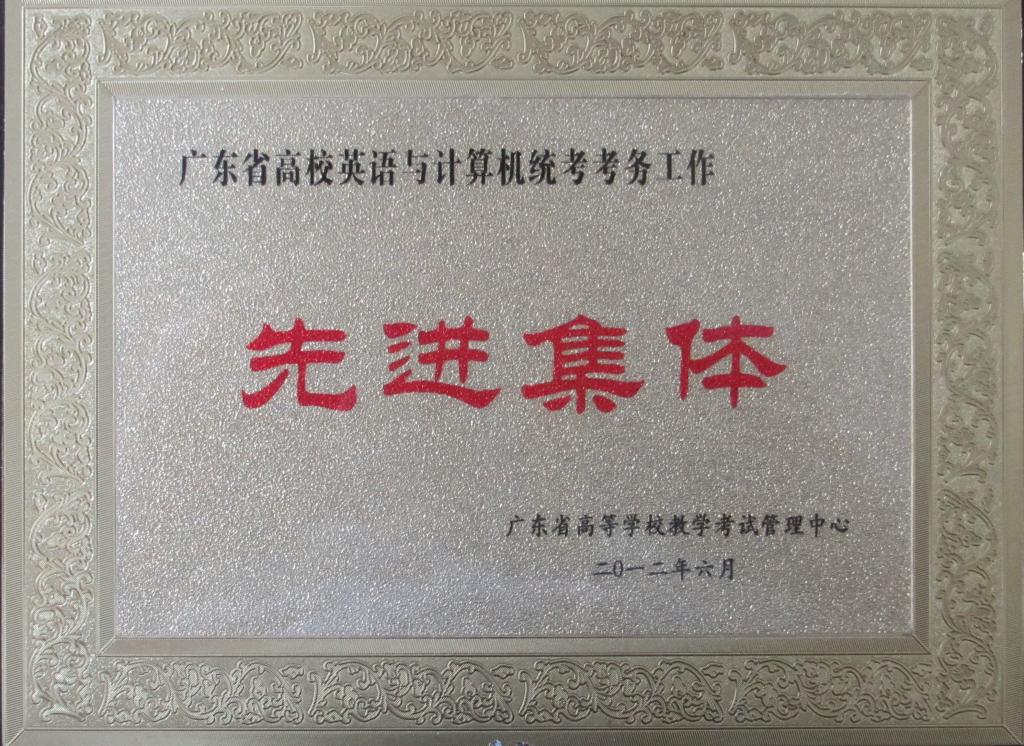 广东省高校英语与计算机统考考务工作
先进集体
广东省高等学校教学考试管理中心
二0一二年六月